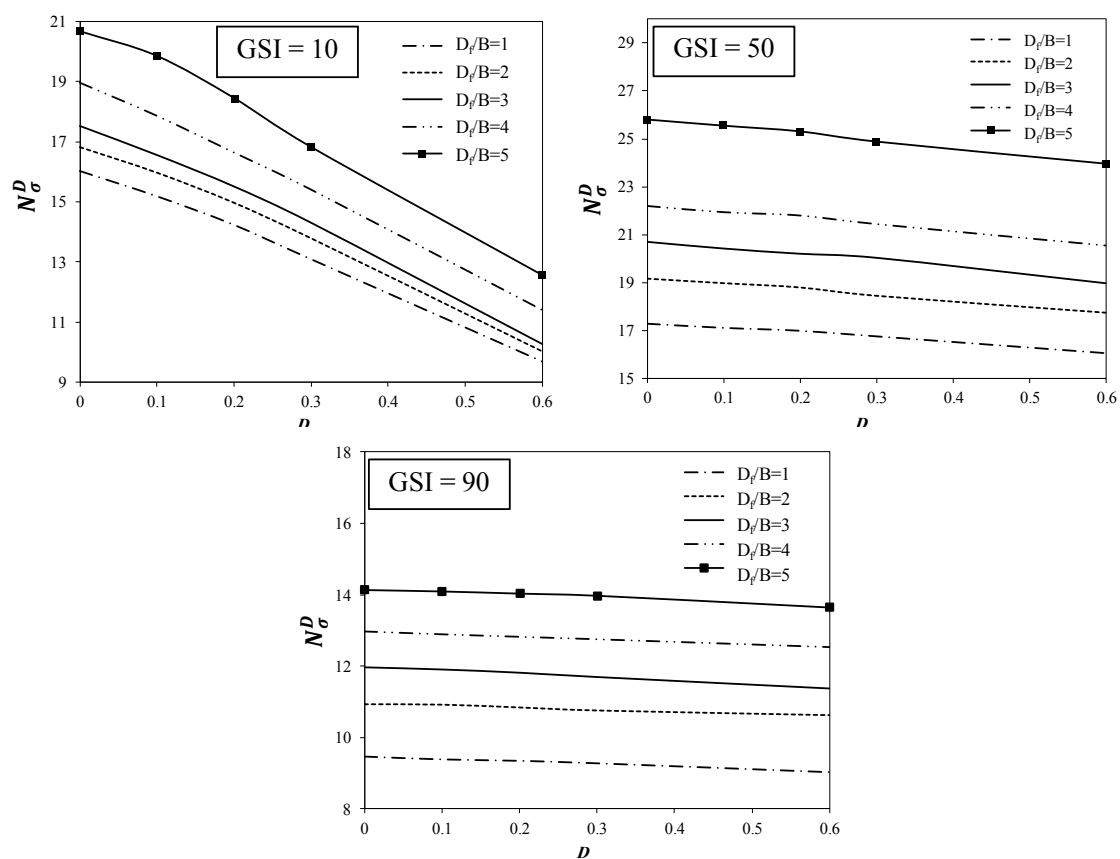 GSI = 10
D_f/B=1
D_f/B=2
D_f/B=3
D_f/B=4
D_f/B=5
21
19
17
15
13
11
9
N_σ^D
0 0.1 0.2 0.3 0.4 0.5 0.6
D
GSI = 50
D_f/B=1
D_f/B=2
D_f/B=3
D_f/B=4
D_f/B=5
29
27
25
23
21
19
17
15
N_σ^D
0 0.1 0.2 0.3 0.4 0.5 0.6
D
GSI = 90
D_f/B=1
D_f/B=2
D_f/B=3
D_f/B=4
D_f/B=5
18
16
14
12
10
8
N_σ^D
0 0.1 0.2 0.3 0.4 0.5 0.6
D